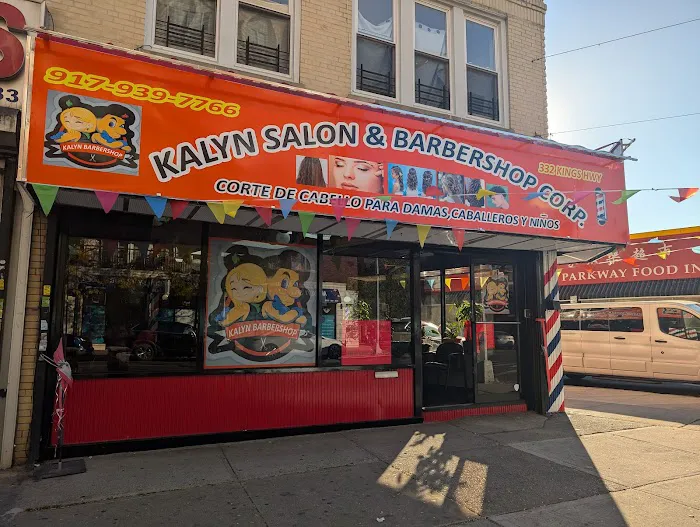 917-939-7766
KALYN BARBERSHOP
KALYN SALON & BARBERSHOP CORP.
332 KINGS HWY
CORTE DE CABELLO PARA DAMAS, CABALLEROS Y NIÑOS
KALYN BARBERSHOP
PARKWAY FOOD IN
S
33